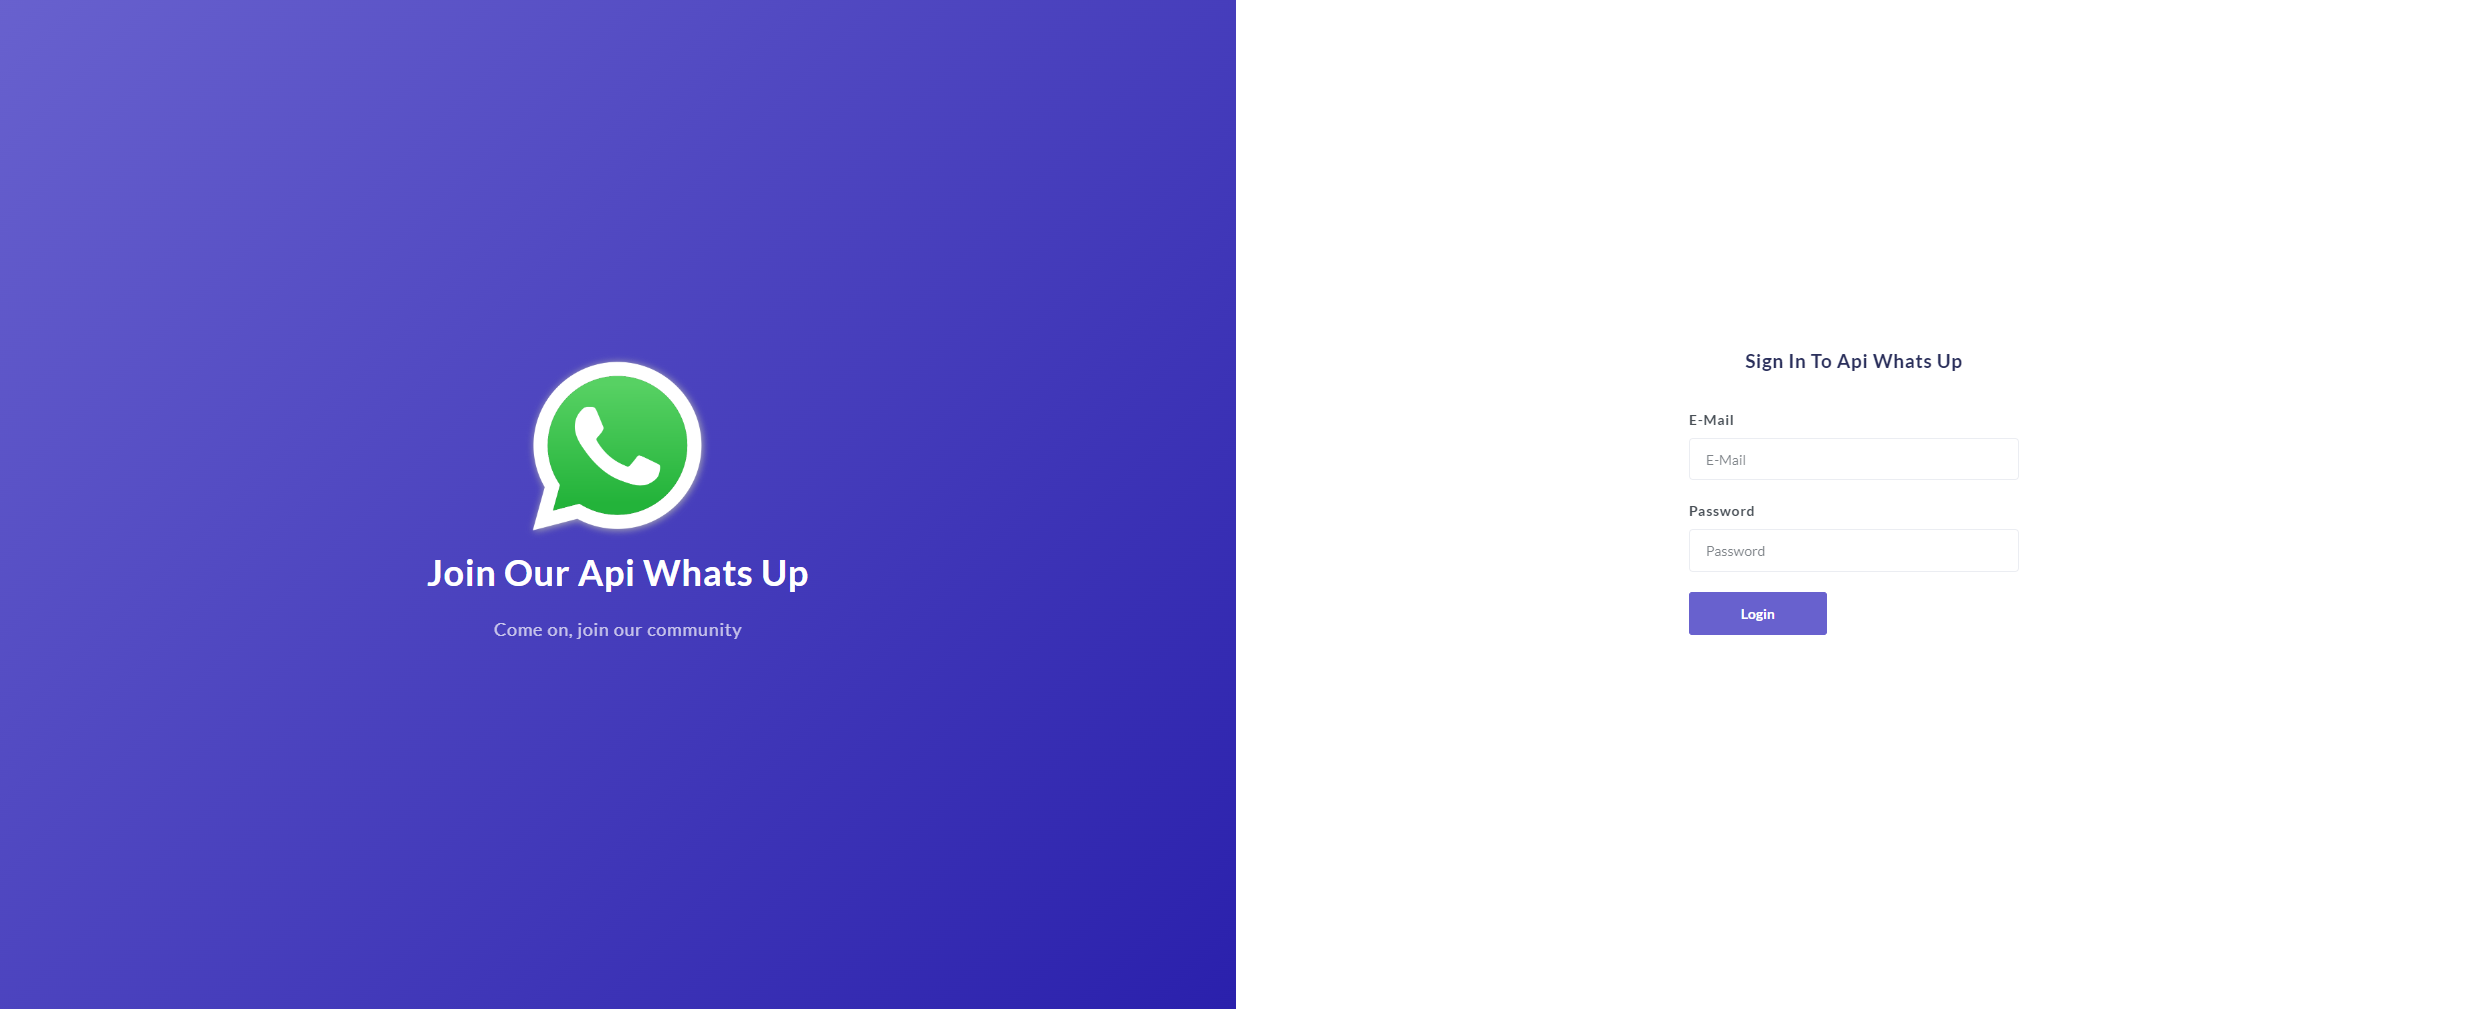 Join Our Api Whats Up
Come on, join our community
Sign In To Api Whats Up
E-Mail
E-Mail
Password
Password
Login